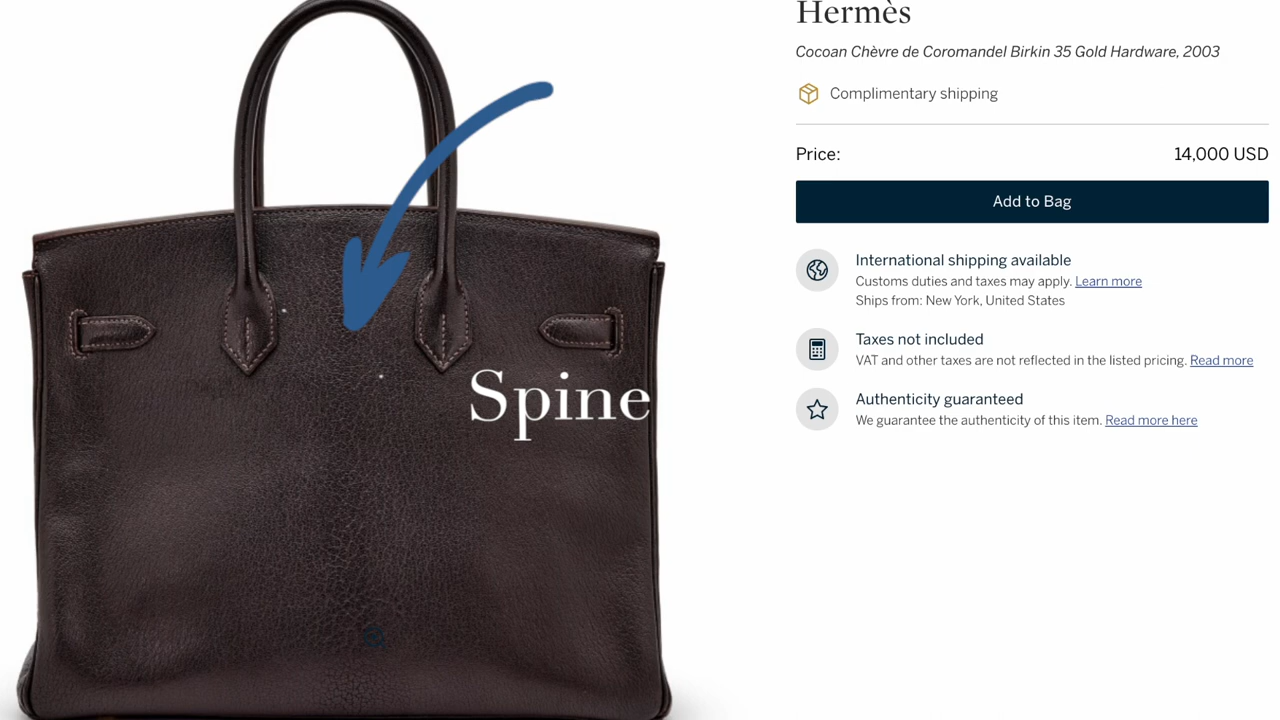 Hermès
Cocoan Chèvre de Coromandel Birkin 35 Gold Hardware, 2003
Complimentary shipping
Price: 14,000 USD
Add to Bag
International shipping available
Customs duties and taxes may apply. Learn more
Ships from: New York, United States
Taxes not included
VAT and other taxes are not reflected in the listed pricing. Read more
Authenticity guaranteed
We guarantee the authenticity of this item. Read more here
Spine